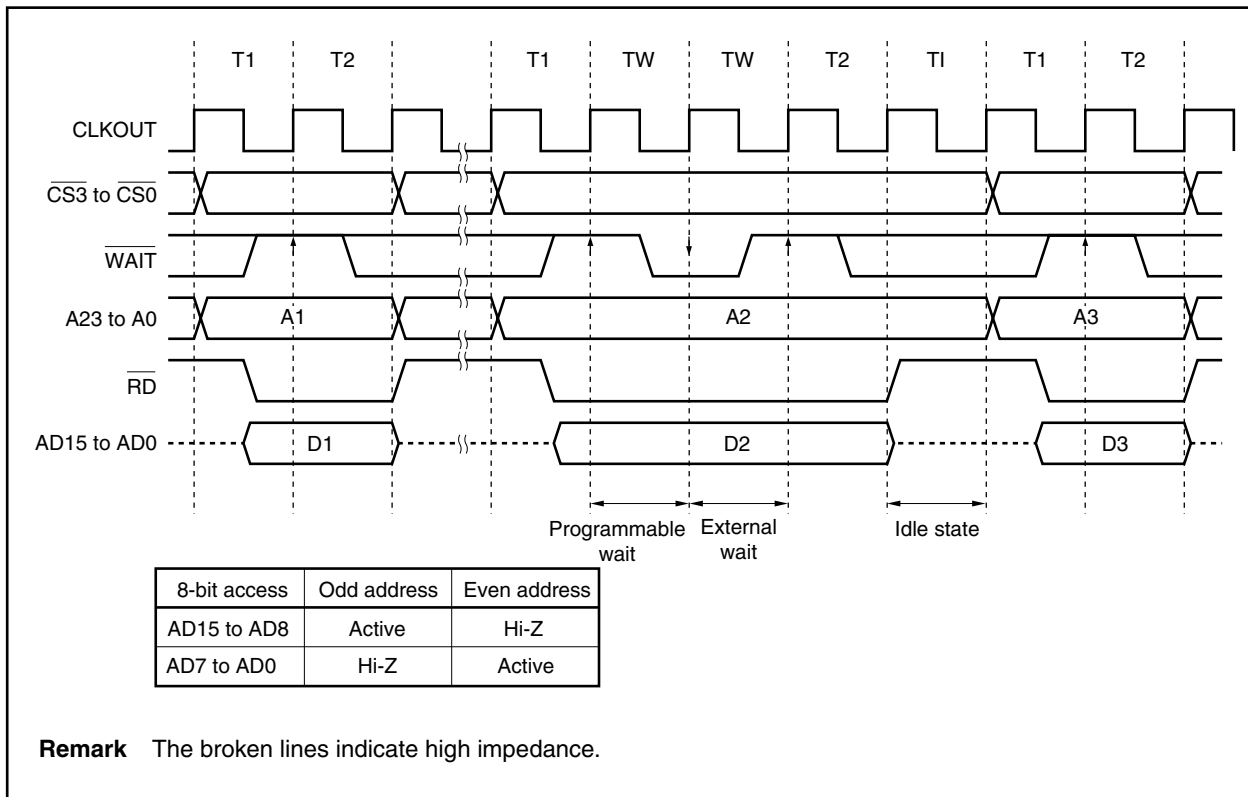 T1 T2 T1 TW TW T2 TI T1 T2
CLKOUT
CS3 to CS0
WAIT
A23 to A0 A1 A2 A3
RD
AD15 to AD0 D1 D2 D3
Programmable wait External wait Idle state
8-bit access Odd address Even address
AD15 to AD8 Active Hi-Z
AD7 to AD0 Hi-Z Active
Remark The broken lines indicate high impedance.